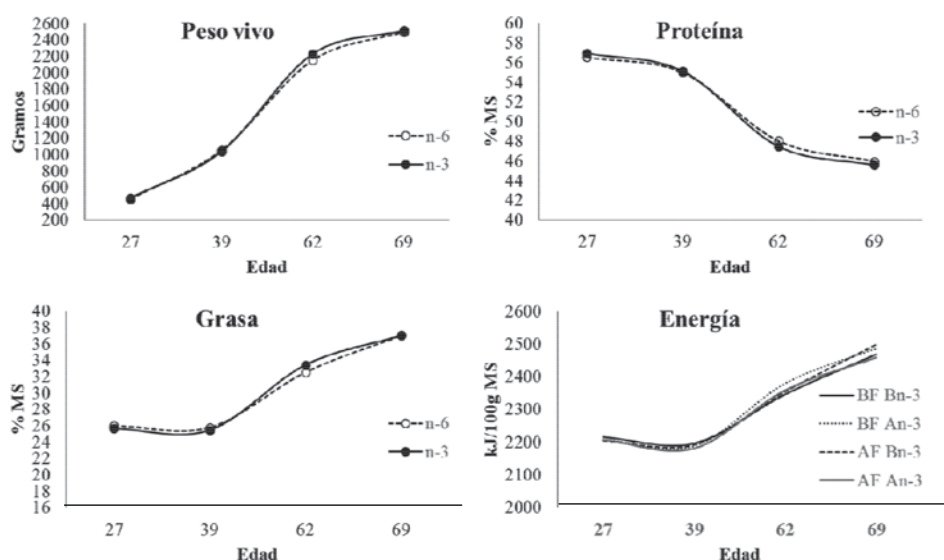 Peso vivo
Gramos
2600
2400
2200
2000
1800
1600
1400
1200
1000
800
600
400
200
27 39 62 69
Edad
n-6
n-3
Proteína
% MS
60
58
56
54
52
50
48
46
44
42
40
27 39 62 69
Edad
n-6
n-3
Grasa
% MS
40
38
36
34
32
30
28
26
24
22
20
18
16
27 39 62 69
Edad
n-6
n-3
Energía
kJ/100g MS
2600
2500
2400
2300
2200
2100
2000
27 39 62 69
Edad
BF Bn-3
BF An-3
AF Bn-3
AF An-3